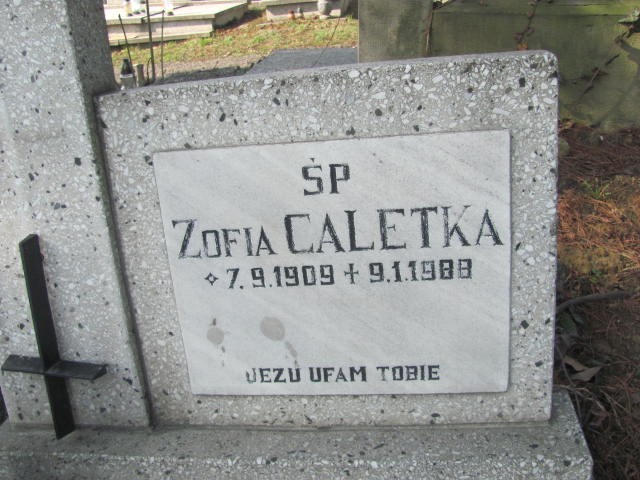 ŚP
ZOFIA CALETKA
✧ 7.9.1909 ✝ 9.1.1988
JEZU UFAM TOBIE